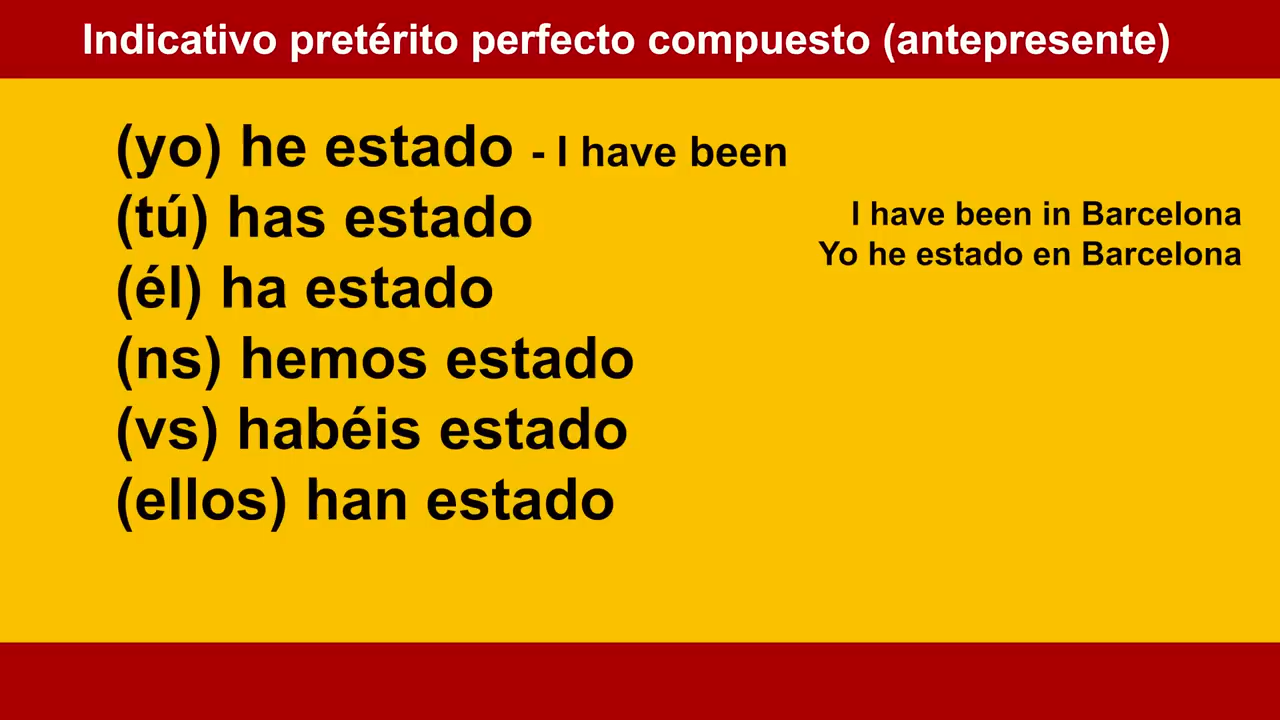 Indicativo pretérito perfecto compuesto (antepresente)
(yo) he estado - I have been
(tú) has estado
(él) ha estado
(ns) hemos estado
(vs) habéis estado
(ellos) han estado
I have been in Barcelona
Yo he estado en Barcelona